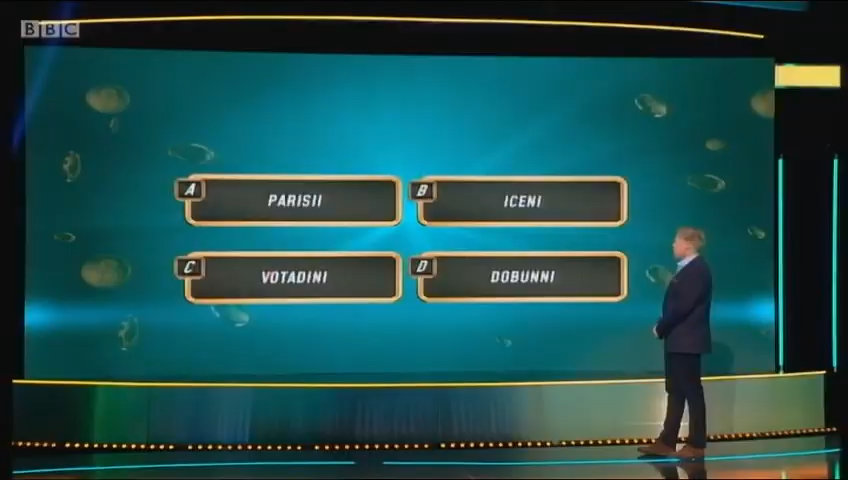 BBC
A PARISII
B ICENI
C VOTADINI
D DOBUNNI